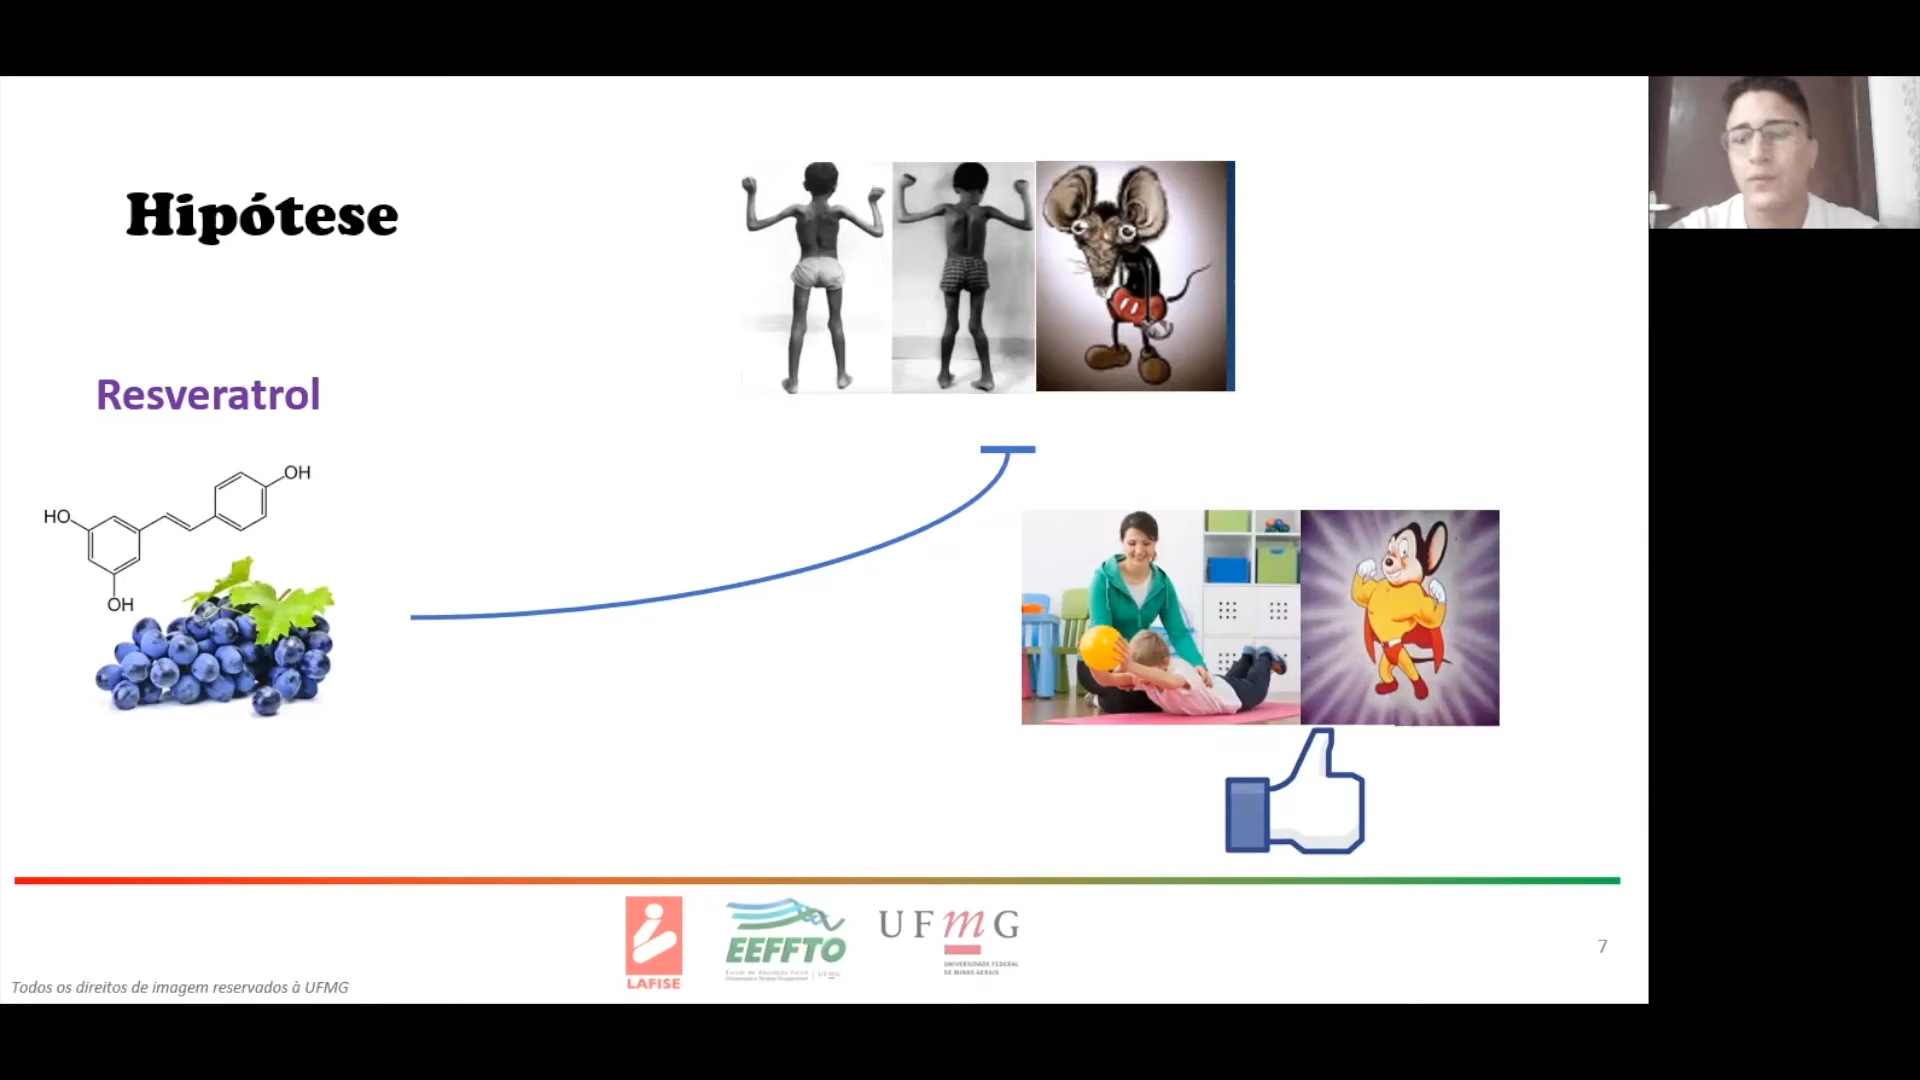 Hipótese
Resveratrol
OH
HO
OH
LAFISE
EEFFTO
UFmG
UNIVERSIDADE FEDERAL
DE MINAS GERAIS
7
Todos os direitos de imagem reservados à UFMG